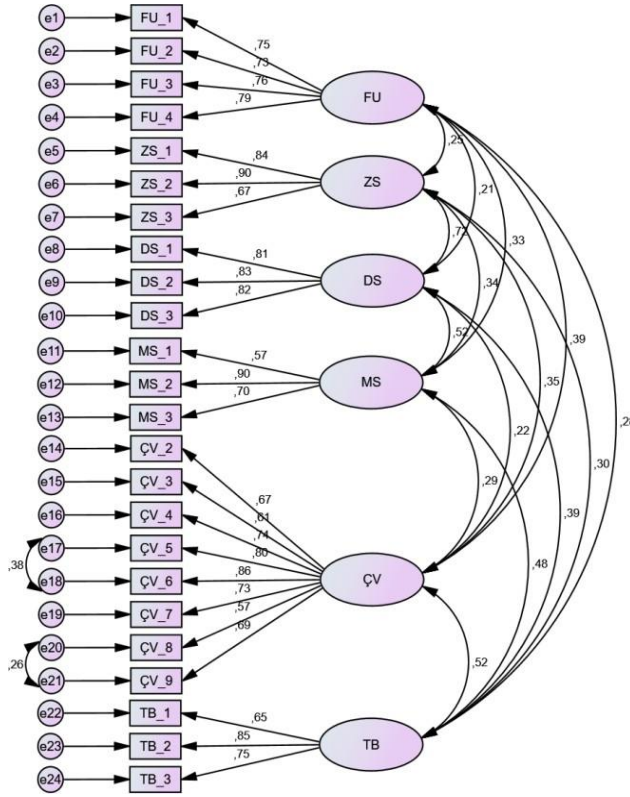 e1 FU_1
e2 FU_2
e3 FU_3
e4 FU_4
e5 ZS_1
e6 ZS_2
e7 ZS_3
e8 DS_1
e9 DS_2
e10 DS_3
e11 MS_1
e12 MS_2
e13 MS_3
e14 ÇV_2
e15 ÇV_3
e16 ÇV_4
e17 ÇV_5
e18 ÇV_6
e19 ÇV_7
e20 ÇV_8
e21 ÇV_9
e22 TB_1
e23 TB_2
e24 TB_3
,38
,26
,75
,73
,76
,79
,84
,90
,67
,81
,83
,82
,57
,90
,70
,67
,61
,74
,80
,86
,73
,57
,69
,65
,85
,75
FU
ZS
DS
MS
ÇV
TB
,25
,21
,33
,72
,34
,52
,39
,35
,22
,30
,29
,39
,48
,52